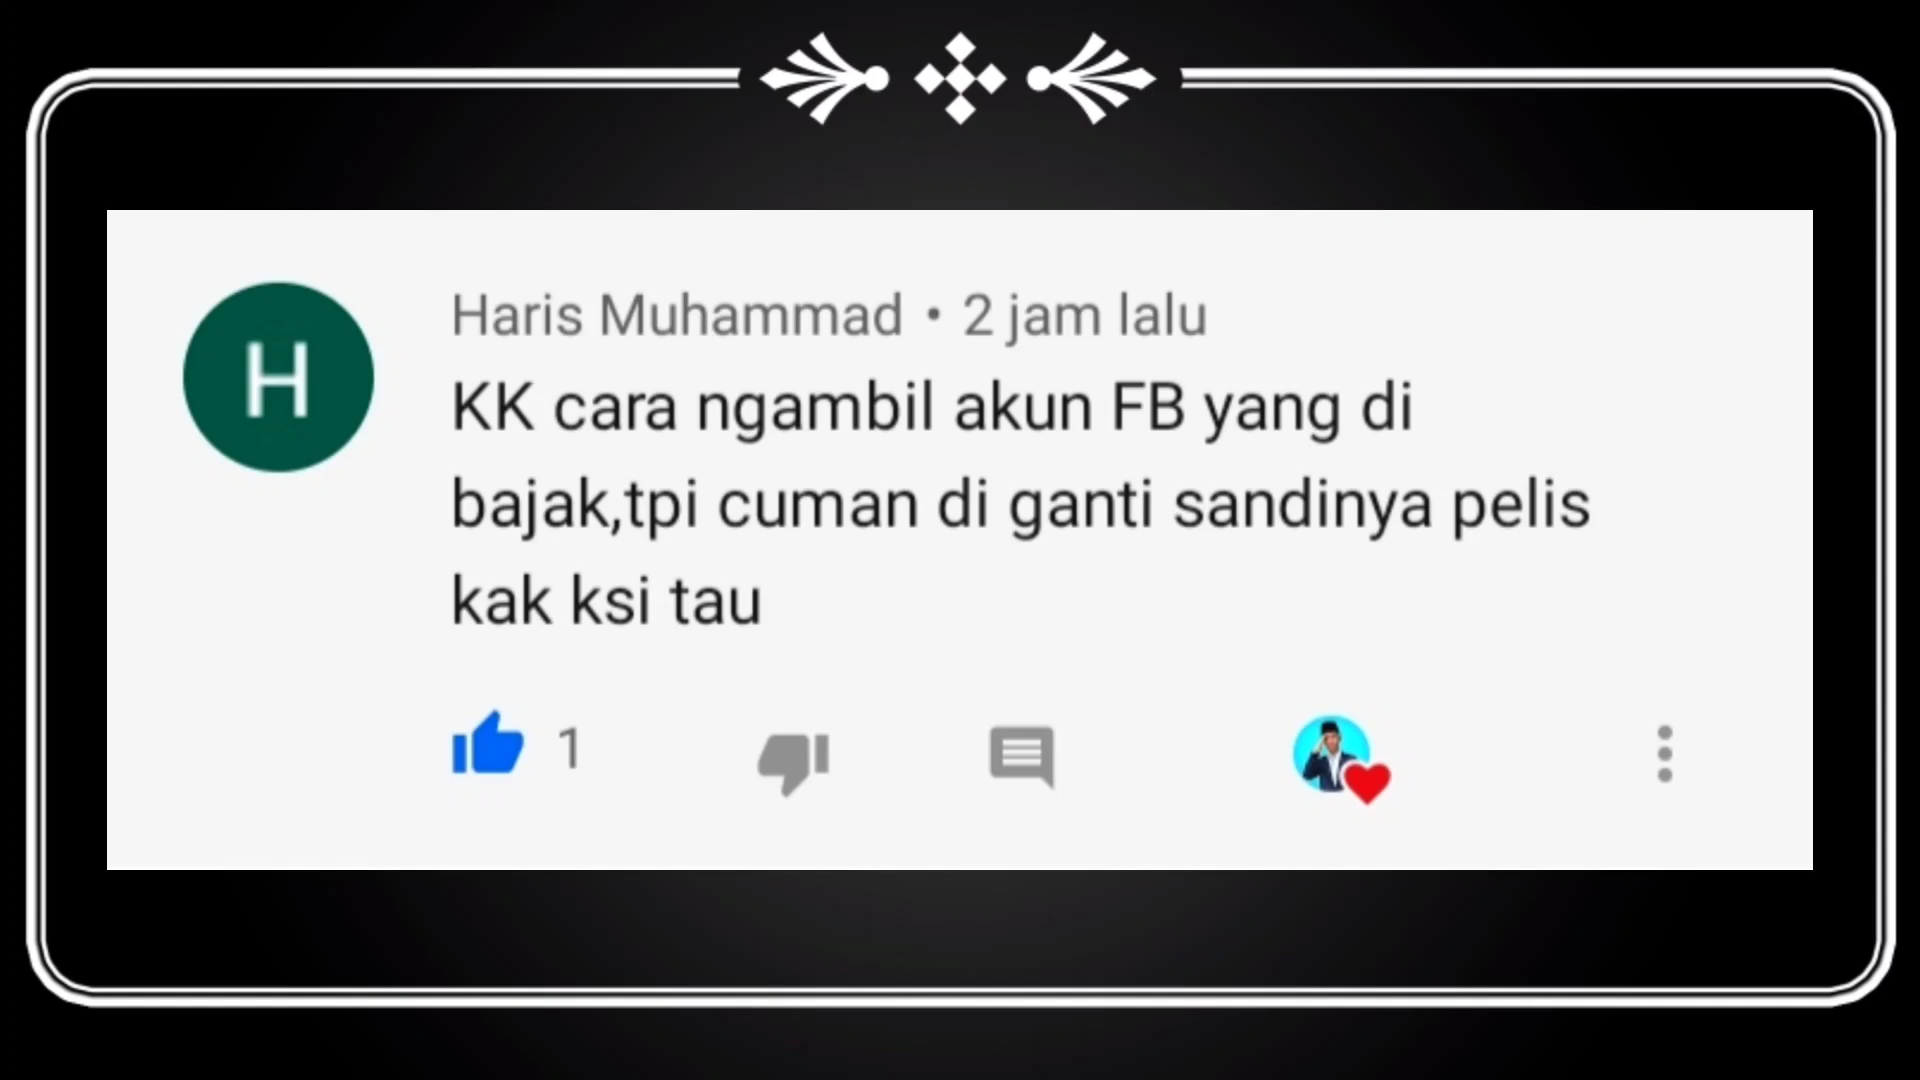 H
Haris Muhammad • 2 jam lalu
KK cara ngambil akun FB yang di
bajak,tpi cuman di ganti sandinya pelis
kak ksi tau
1